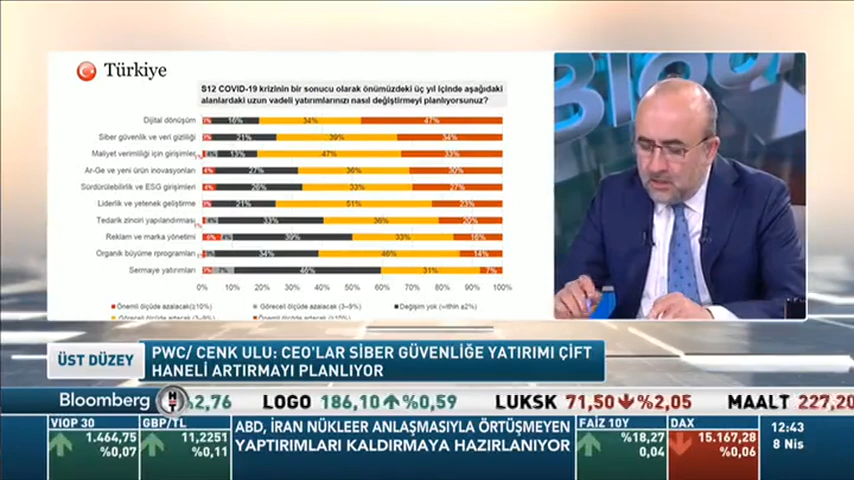 Türkiye
S12 COVID-19 krizinin bir sonucu olarak önümüzdeki üç yıl içinde aşağıdaki
alanlardaki uzun vadeli yatırımlarınızı nasıl değiştirmeyi planlıyorsunuz?
Dijital dönüşüm 16% 34% 47%
Siber güvenlik ve veri gizliliği 21% 39% 34%
Maliyet verimliliği için girişimler 13% 47% 33%
Ar-Ge ve yeni ürün inovasyonları 4% 27% 36% 30%
Sürdürülebilirlik ve ESG girişimleri 4% 26% 33% 27%
Liderlik ve yetenek geliştirme 21% 51% 23%
Tedarik zinciri yapılandırması 33% 36% 20%
Reklam ve marka yönetimi 6% 4% 39% 33% 16%
Organik büyüme rprogramları 34% 46% 14%
Sermaye yatırımları 46% 31% 7%
0% 10% 20% 30% 40% 50% 60% 70% 80% 90% 100%
Önemli ölçüde azalacak(≥10%) Göreceli ölçüde azalacak (3–9%) Değişim yok (within ±2%)
Blo
ÜST DÜZEY
PWC/ CENK ULU: CEO'LAR SİBER GÜVENLİĞE YATIRIMI ÇİFT
HANELİ ARTIRMAYI PLANLIYOR
Bloomberg HT %2,76 LOGO 186,10 %0,59 LUKSK 71,50 %2,05 MAALT 227,20
VIOP 30
1.464,75
%0,07
GBP/TL
11,2251
%0,11
ABD, İRAN NÜKLEER ANLAŞMASIYLA ÖRTÜŞMEYEN
YAPTIRIMLARI KALDIRMAYA HAZIRLANIYOR
FAİZ 10Y
%18,27
0,04
DAX
15.167,28
%0,06
12:43
8 Nis